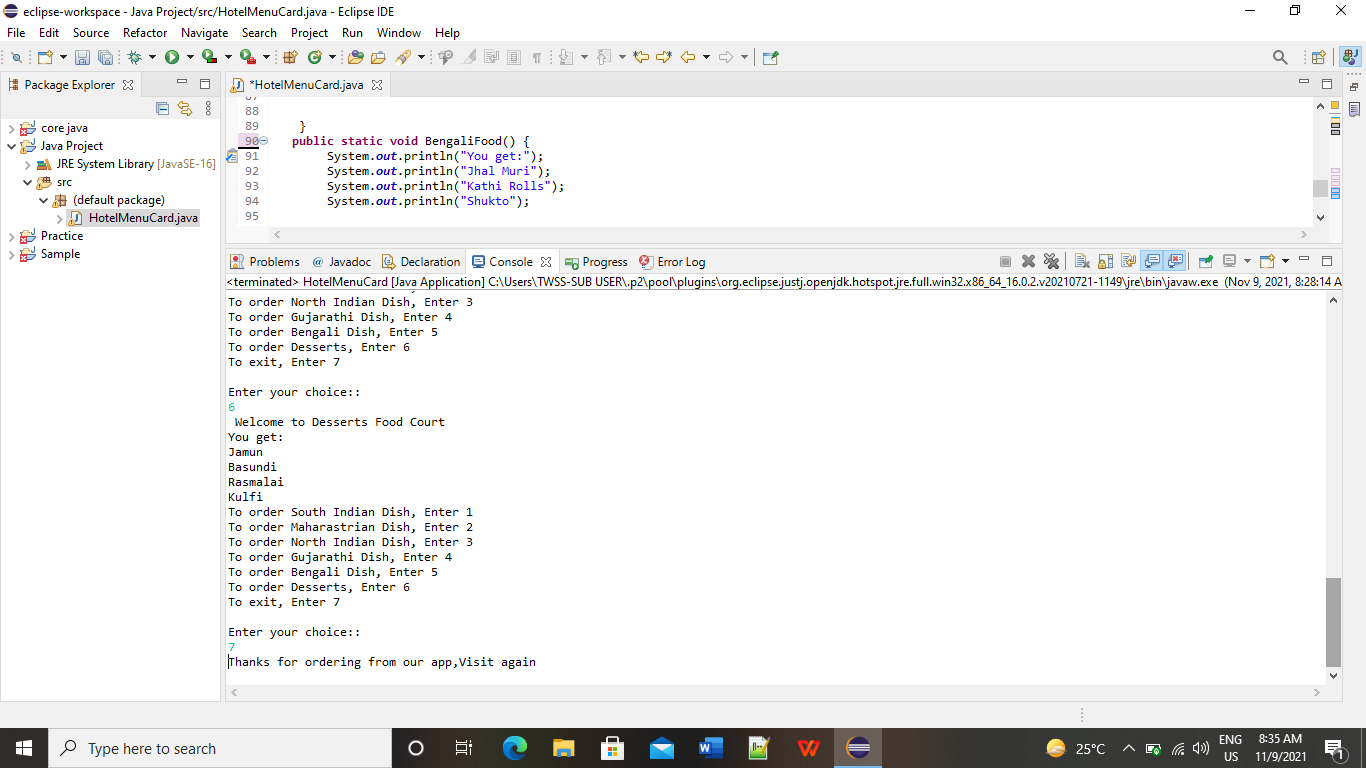 eclipse-workspace - Java Project/src/HotelMenuCard.java - Eclipse IDE
File Edit Source Refactor Navigate Search Project Run Window Help
Package Explorer
*HotelMenuCard.java
core java
Java Project
JRE System Library [JavaSE-16]
src
(default package)
HotelMenuCard.java
Practice
Sample
88
89 }
90 public static void BengaliFood() {
91 System.out.println("You get:");
92 System.out.println("Jhal Muri");
93 System.out.println("Kathi Rolls");
94 System.out.println("Shukto");
95
Problems @ Javadoc Declaration Console Progress Error Log
<terminated> HotelMenuCard [Java Application] C:\Users\TWSS-SUB USER\.p2\pool\plugins\org.eclipse.justj.openjdk.hotspot.jre.full.win32.x86_64_16.0.2.v20210721-1149\jre\bin\javaw.exe (Nov 9, 2021, 8:28:14 A
To order North Indian Dish, Enter 3
To order Gujarathi Dish, Enter 4
To order Bengali Dish, Enter 5
To order Desserts, Enter 6
To exit, Enter 7
Enter your choice::
6
Welcome to Desserts Food Court
You get:
Jamun
Basundi
Rasmalai
Kulfi
To order South Indian Dish, Enter 1
To order Maharastrian Dish, Enter 2
To order North Indian Dish, Enter 3
To order Gujarathi Dish, Enter 4
To order Bengali Dish, Enter 5
To order Desserts, Enter 6
To exit, Enter 7
Enter your choice::
7
Thanks for ordering from our app,Visit again
Type here to search
25°C
ENG
US
8:35 AM
11/9/2021
1